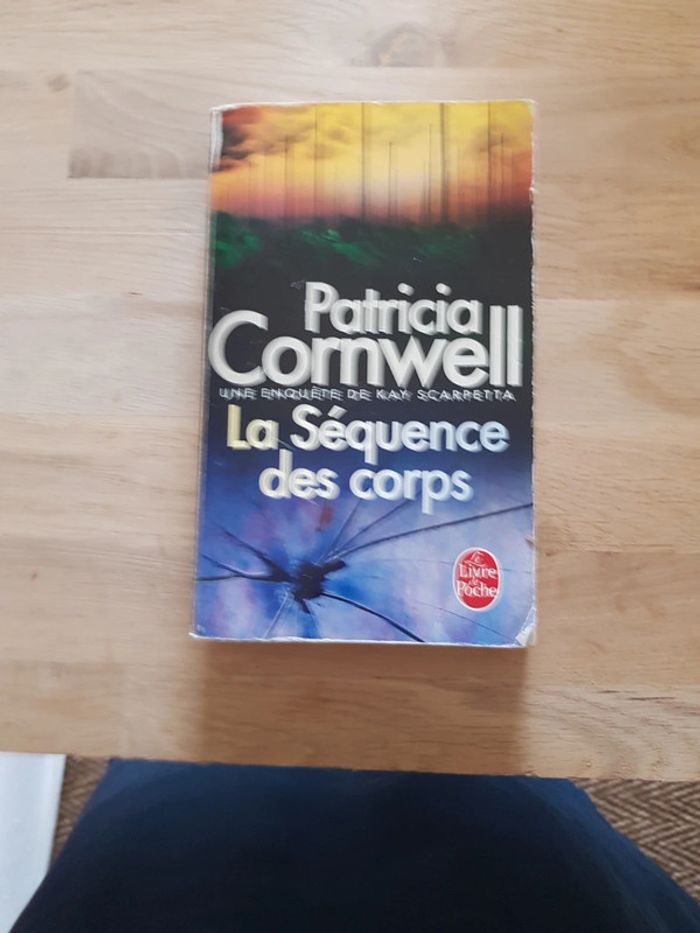 Patricia
Cornwell
UNE ENQUÊTE DE KAY SCARPETTA
La Séquence
des corps
Le
Livre
de
Poche